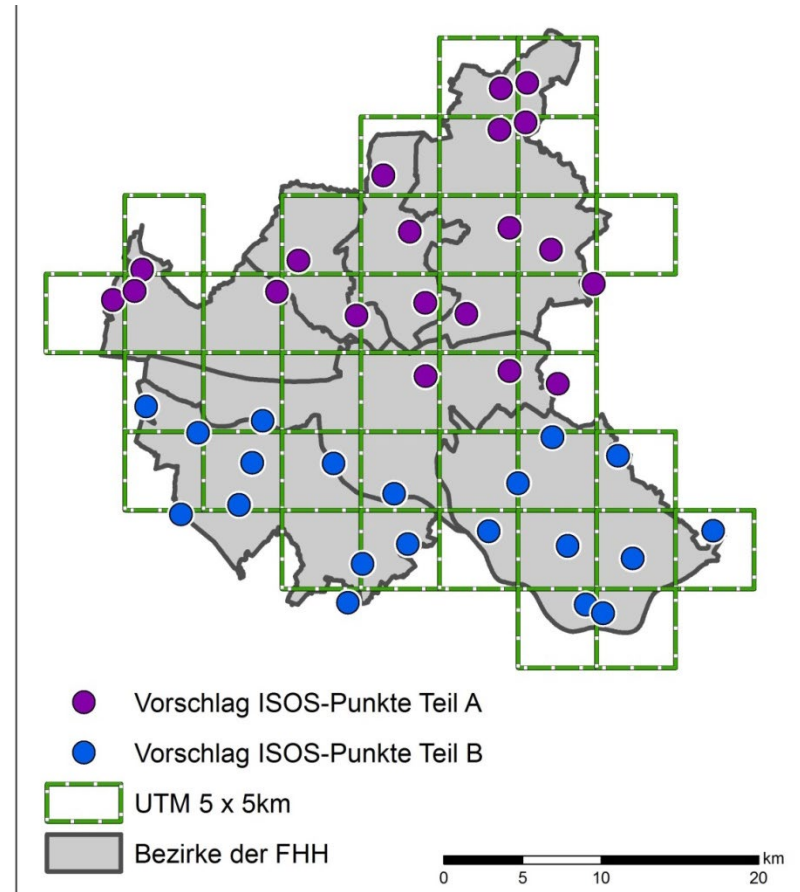 Vorschlag ISOS-Punkte Teil A
Vorschlag ISOS-Punkte Teil B
UTM 5 x 5km
Bezirke der FHH
km
0 5 10 20